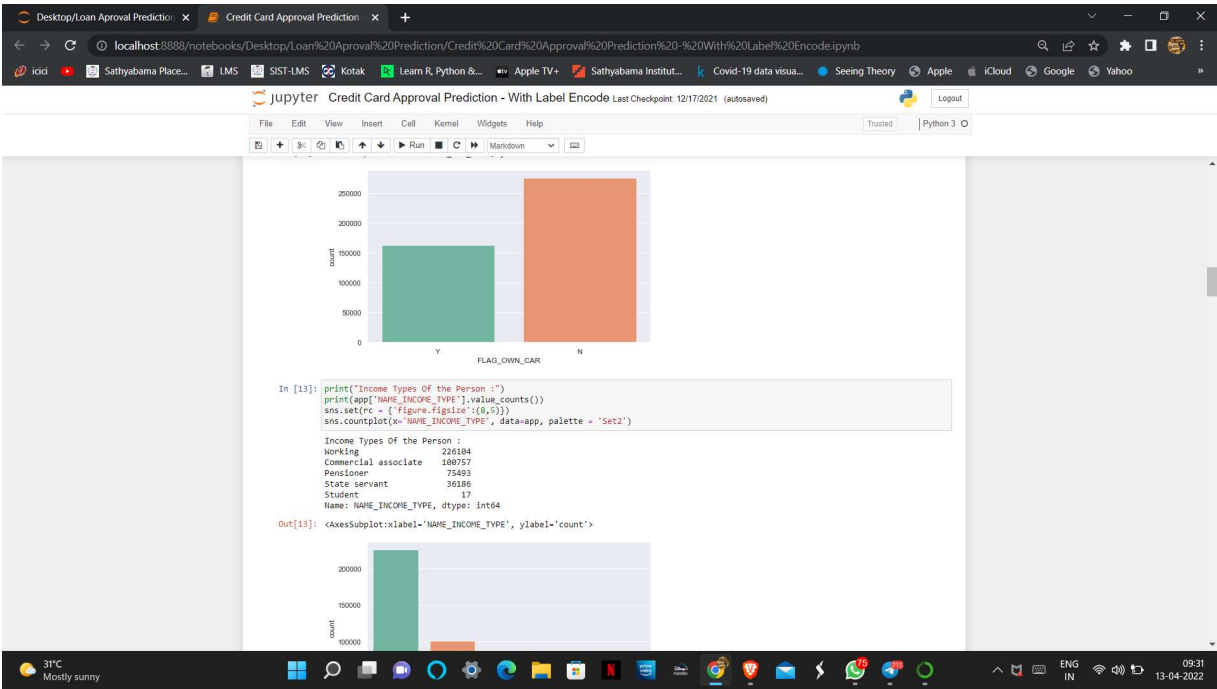 Desktop/Loan Aproval Prediction
Credit Card Approval Prediction -
localhost:8888/notebooks/Desktop/Loan%20Aproval%20Prediction/Credit%20Card%20Approval%20Prediction%20-%20With%20Label%20Encode.ipynb
icici
Sathyabama Place...
LMS
SIST-LMS
Kotak
Learn R, Python &...
Apple TV+
Sathyabama Institut...
Covid-19 data visua...
Seeing Theory
Apple
iCloud
Google
Yahoo
»
jupyter Credit Card Approval Prediction - With Label Encode Last Checkpoint: 12/17/2021 (autosaved)
Logout
File Edit View Insert Cell Kernel Widgets Help
Trusted
Python 3
Run
Markdown
250000
200000
150000
100000
50000
0
count
Y
N
FLAG_OWN_CAR
In [13]: print("Income Types Of the Person :")
print(app['NAME_INCOME_TYPE'].value_counts())
sns.set(rc = {'figure.figsize':(8,5)})
sns.countplot(x='NAME_INCOME_TYPE', data=app, palette = 'Set2')
Income Types Of the Person :
Working 226104
Commercial associate 100757
Pensioner 75493
State servant 36186
Student 17
Name: NAME_INCOME_TYPE, dtype: int64
Out[13]: <AxesSubplot:xlabel='NAME_INCOME_TYPE', ylabel='count'>
200000
150000
100000
count
31°C
Mostly sunny
75
211
ENG
IN
09:31
13-04-2022